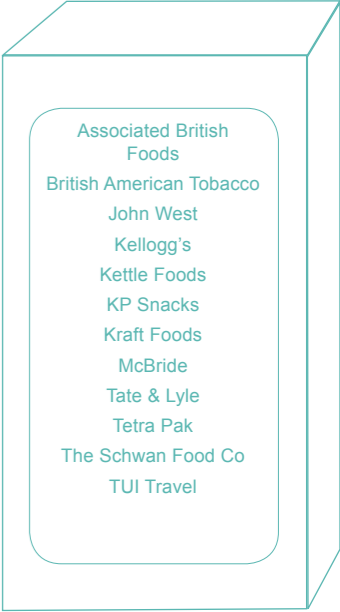 Associated British
Foods
British American Tobacco
John West
Kellogg’s
Kettle Foods
KP Snacks
Kraft Foods
McBride
Tate & Lyle
Tetra Pak
The Schwan Food Co
TUI Travel